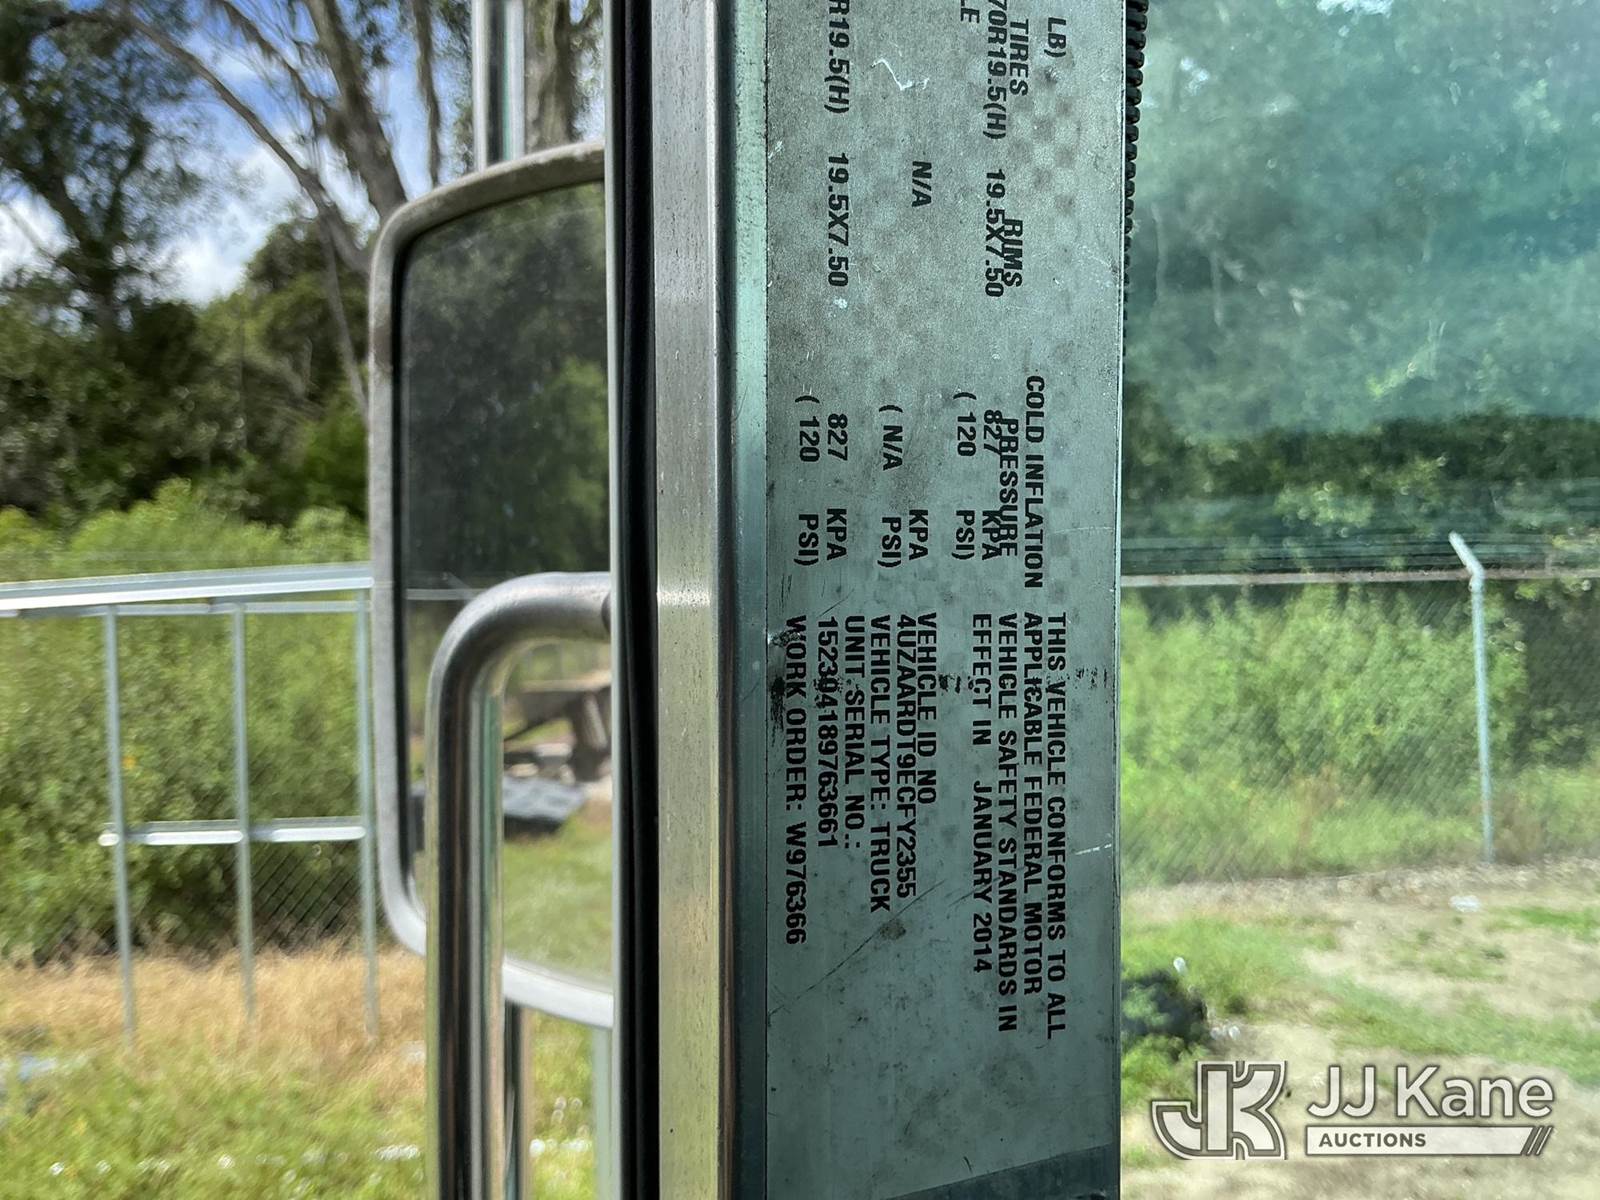 LB)
TIRES RIMS COLD INFLATION PRESSURE
70R19.5(H) 19.5X7.50 827 KPA
LE ( 120 PSI)
N/A KPA
( N/A PSI)
R19.5(H) 19.5X7.50 827 KPA
( 120 PSI)
THIS VEHICLE CONFORMS TO ALL
APPLICABLE FEDERAL MOTOR
VEHICLE SAFETY STANDARDS IN
EFFECT IN JANUARY 2014
VEHICLE ID NO
4UZAARDT9ECFY2355
VEHICLE TYPE: TRUCK
UNIT SERIAL NO.:
152394189763661
WORK ORDER: W976366
JK
JJ Kane
AUCTIONS